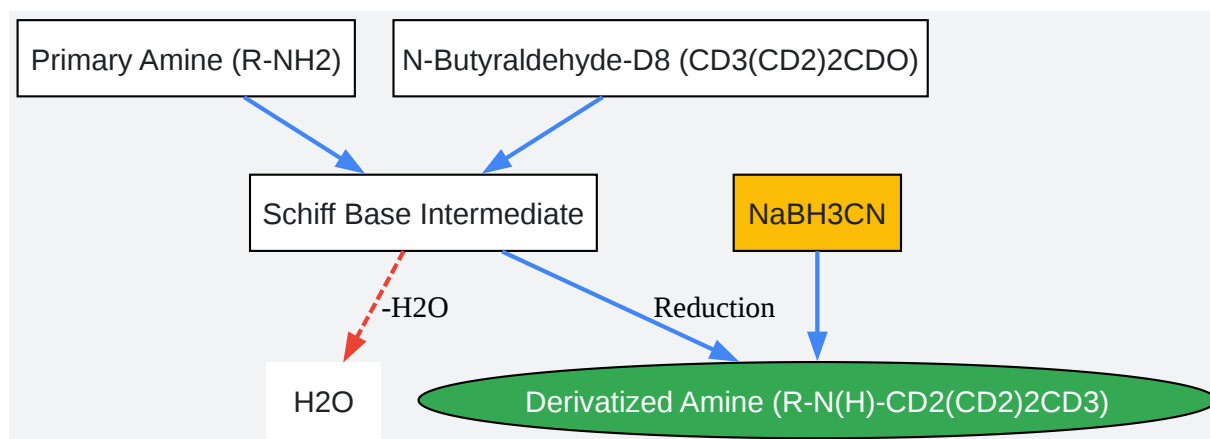 Primary Amine (R-NH2)
N-Butyraldehyde-D8 (CD3(CD2)2CDO)
Schiff Base Intermediate
NaBH3CN
-H2O
Reduction
H2O
Derivatized Amine (R-N(H)-CD2(CD2)2CD3)